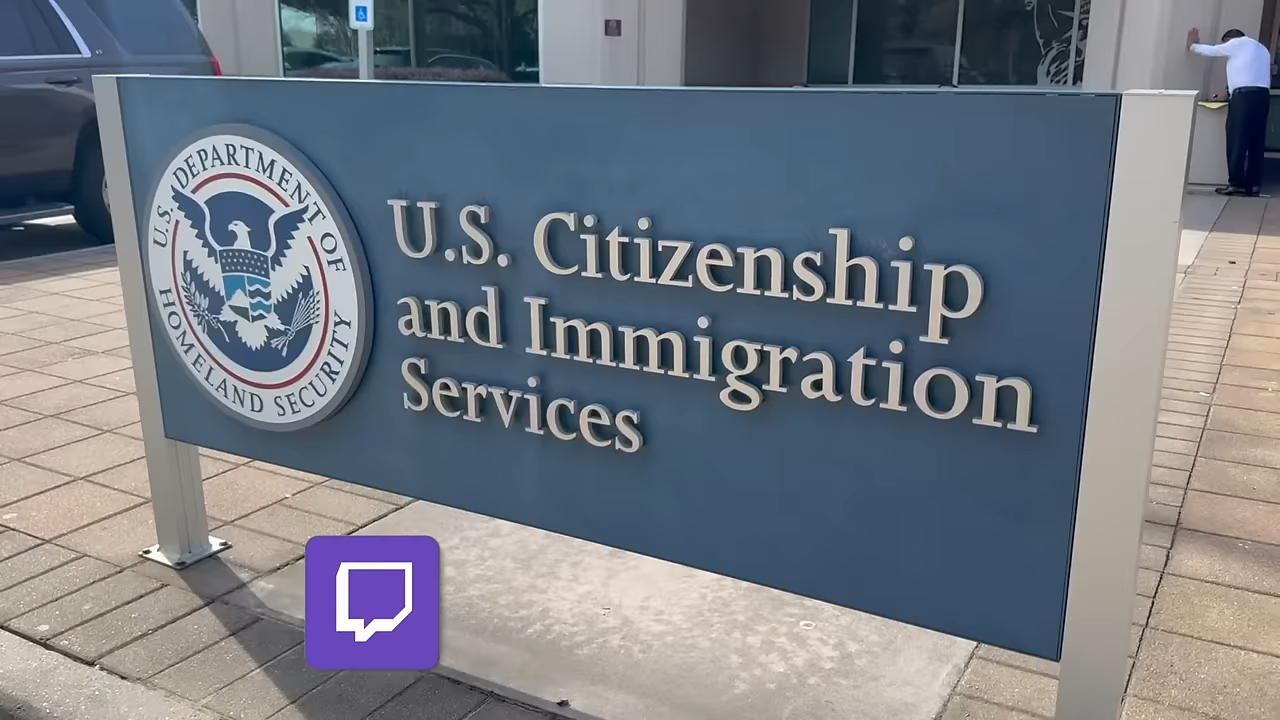 U.S. DEPARTMENT OF
HOMELAND SECURITY
U.S. Citizenship
and Immigration
Services